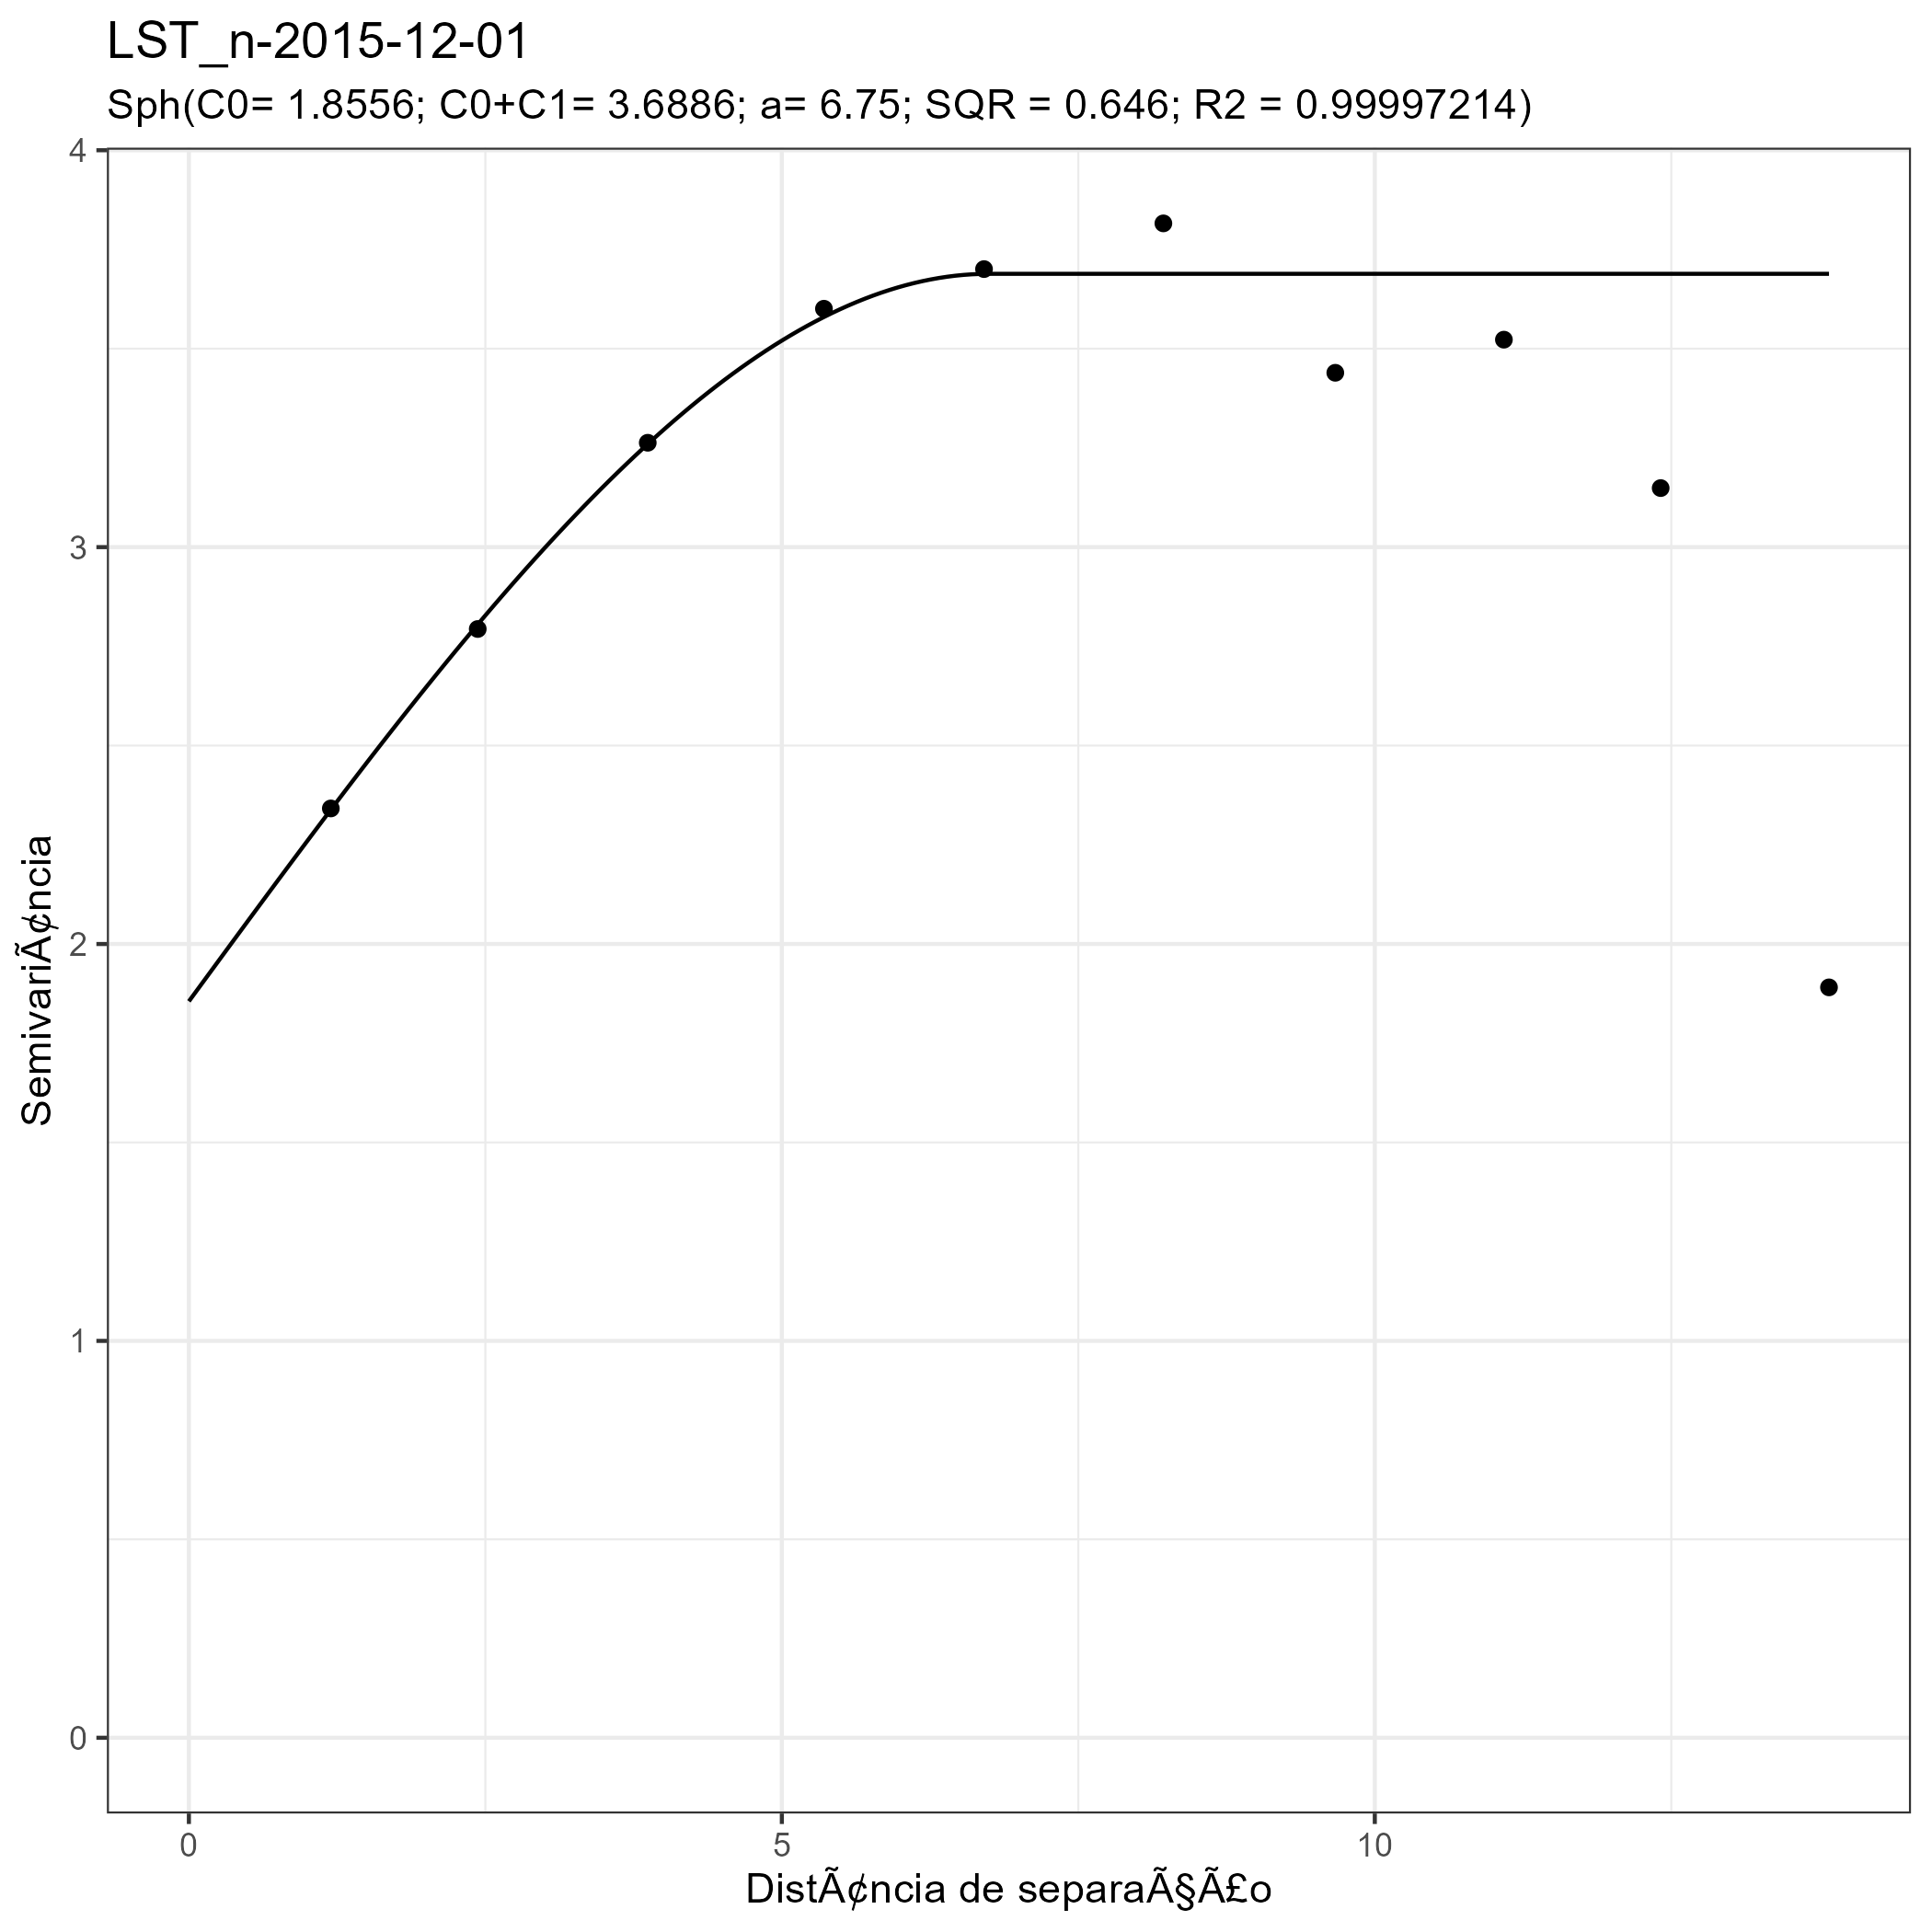 LST_n-2015-12-01
Sph(C0= 1.8556; C0+C1= 3.6886; a= 6.75; SQR = 0.646; R2 = 0.99997214)
4
3
2
1
0
SemivariÃ¢ncia
0 5 10
DistÃ¢ncia de separaÃ§Ã£o